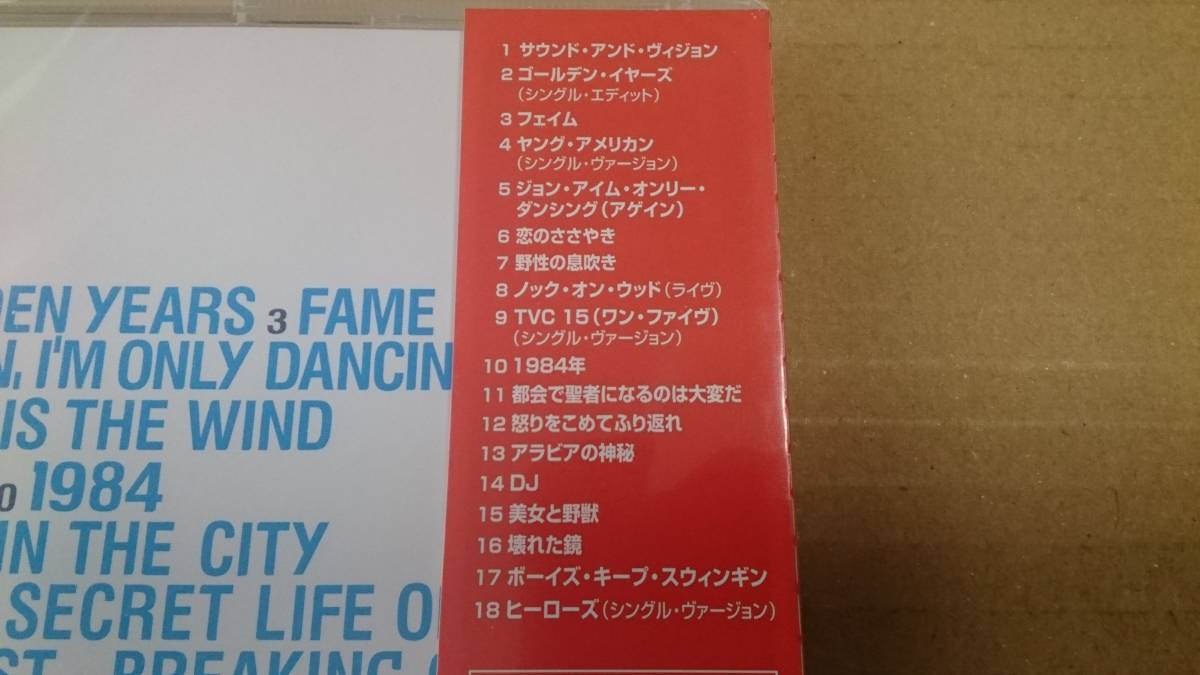 DEN YEARS 3 FAME
N, I'M ONLY DANCIN
IS THE WIND
0 1984
IN THE CITY
SECRET LIFE O
ST BREAKING
1 サウンド・アンド・ヴィジョン
2 ゴールデン・イヤーズ
(シングル・エディット)
3 フェイム
4 ヤング・アメリカン
(シングル・ヴァージョン)
5 ジョン・アイム・オンリー・
ダンシング(アゲイン)
6 恋のささやき
7 野性の息吹き
8 ノック・オン・ウッド(ライヴ)
9 TVC 15(ワン・ファイヴ)
(シングル・ヴァージョン)
10 1984年
11 都会で聖者になるのは大変だ
12 怒りをこめてふり返れ
13 アラビアの神秘
14 DJ
15 美女と野獣
16 壊れた鏡
17 ボーイズ・キープ・スウィンギン
18 ヒーローズ(シングル・ヴァージョン)